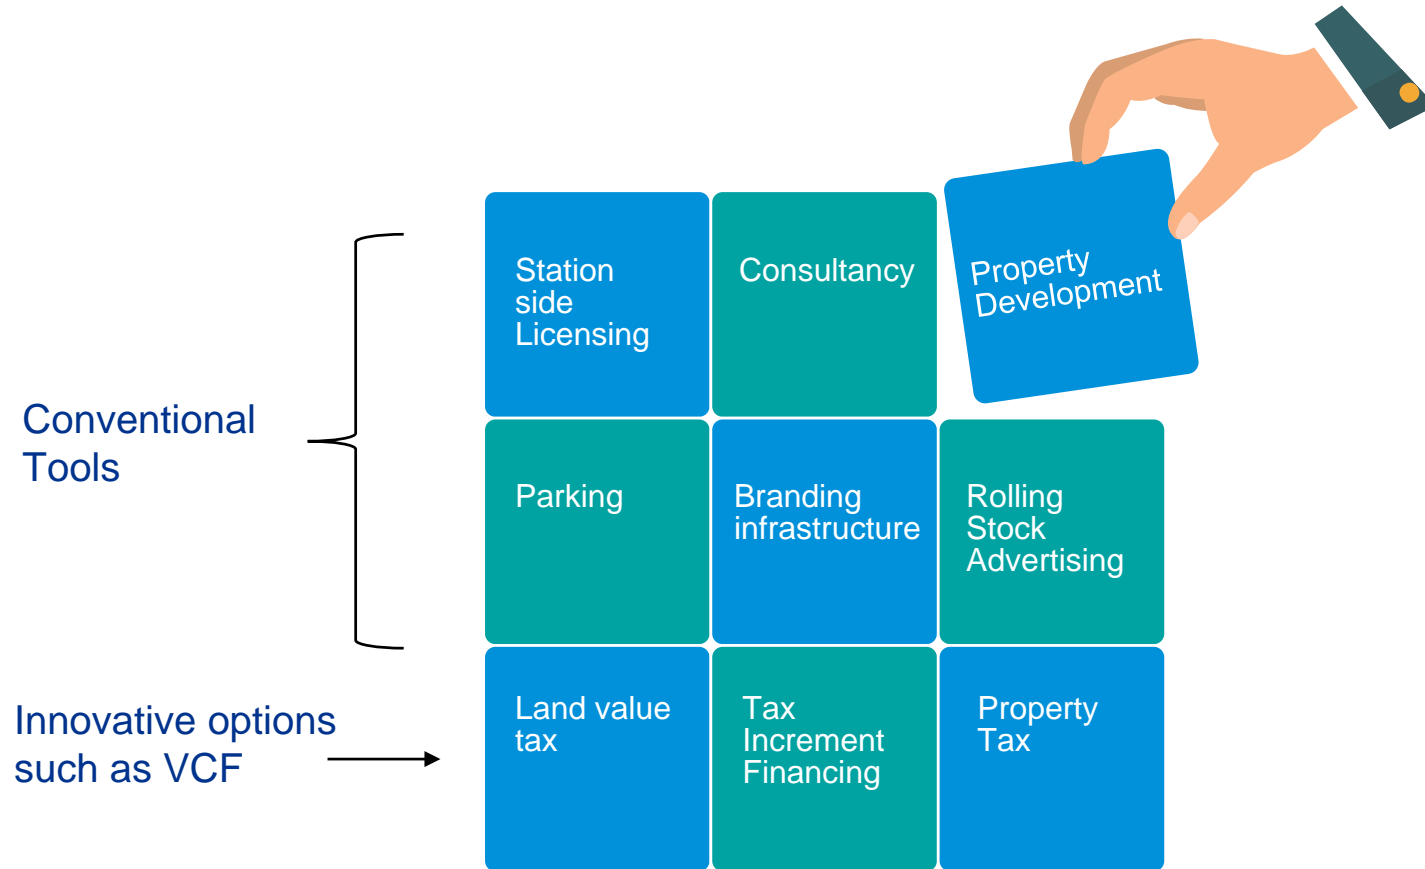 Station
side
Licensing
Consultancy
Property
Development
Conventional
Tools
Parking
Branding
infrastructure
Rolling
Stock
Advertising
Innovative options
such as VCF
Land value
tax
Tax
Increment
Financing
Property
Tax